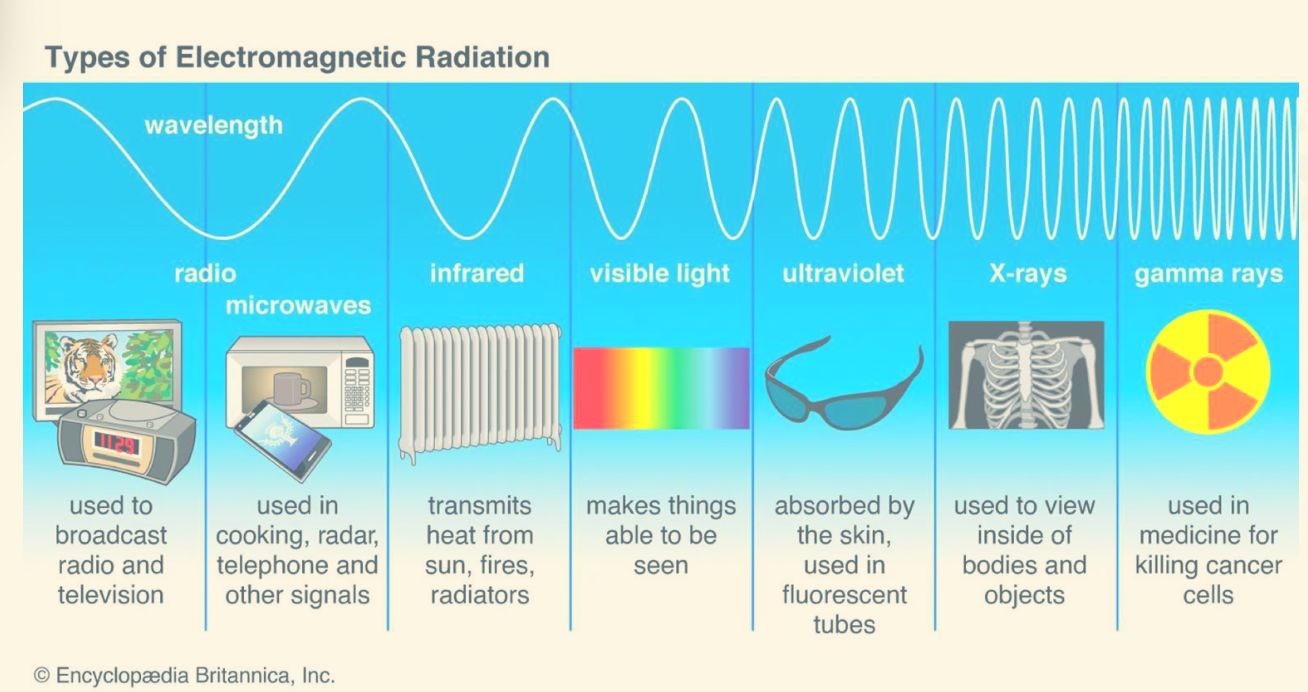 Types of Electromagnetic Radiation
wavelength
radio
microwaves
infrared
visible light
ultraviolet
X-rays
gamma rays
11:29
used to
broadcast
radio and
television
used in
cooking, radar,
telephone and
other signals
transmits
heat from
sun, fires,
radiators
makes things
able to be
seen
absorbed by
the skin,
used in
fluorescent
tubes
used to view
inside of
bodies and
objects
used in
medicine for
killing cancer
cells
© Encyclopædia Britannica, Inc.